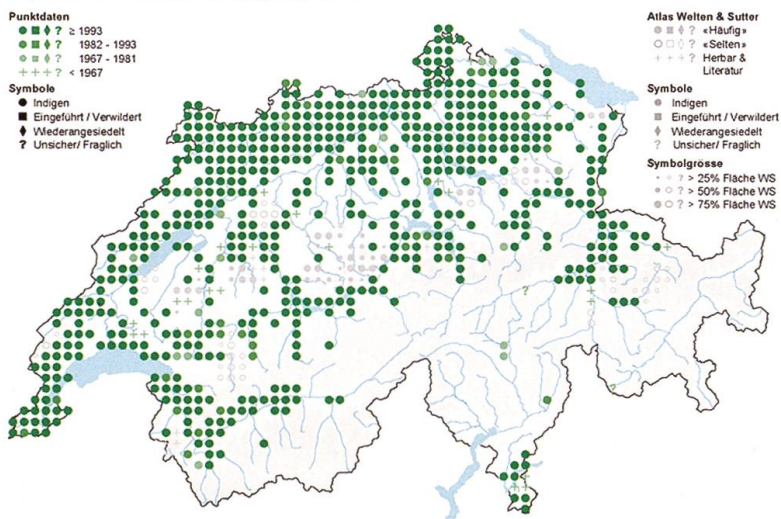 Punktdaten
? ≥ 1993
? 1982 - 1993
? 1967 - 1981
+ + + ? < 1967
Symbole
Indigen
Eingeführt / Verwildert
Wiederangesiedelt
? Unsicher/ Fraglich
Atlas Welten & Sutter
? «Häufig»
? «Selten»
+ + + ? Herbar &
Literatur
Symbole
Indigen
Eingeführt / Verwildert
Wiederangesiedelt
? Unsicher/ Fraglich
Symbolgrösse
? > 25% Fläche WS
? > 50% Fläche WS
? > 75% Fläche WS
?
?